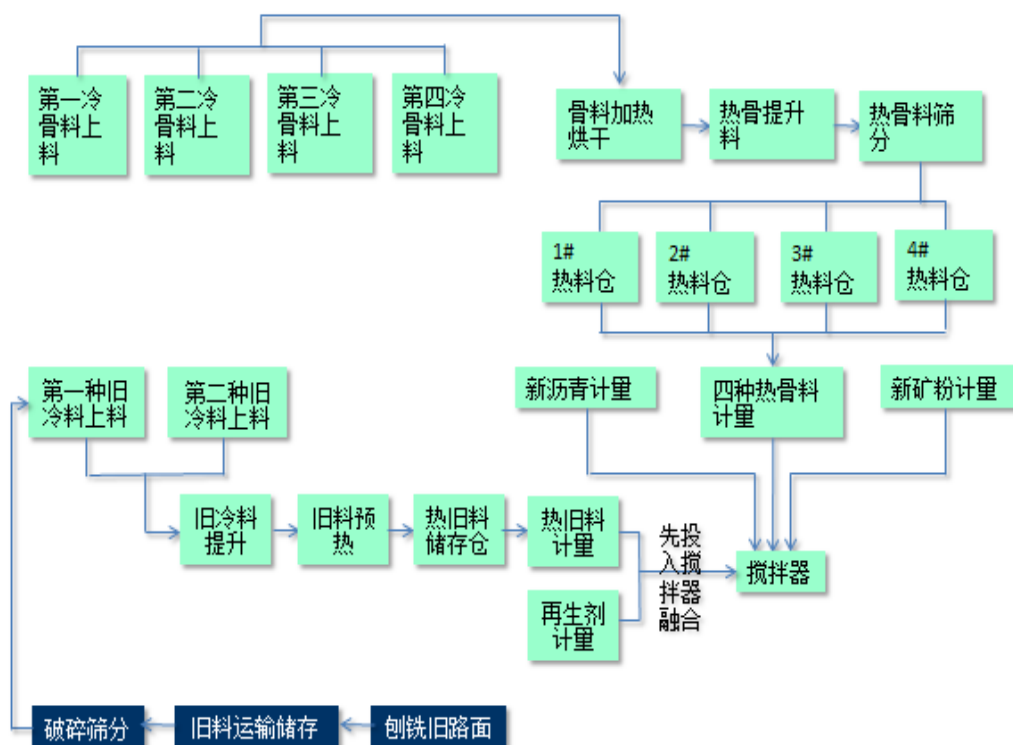 第一冷
骨料上
料
第二冷
骨料上
料
第三冷
骨料上
料
第四冷
骨料上
料
骨料加热
烘干
热骨提升
料
热骨料筛
分
1#
热料仓
2#
热料仓
3#
热料仓
4#
热料仓
第一种旧
冷料上料
第二种旧
冷料上料
新沥青计量
四种热骨料
计量
新矿粉计量
旧冷料
提升
旧料预
热
热旧料
储存仓
热旧料
计量
再生剂
计量
先投
入搅
拌器
融合
搅拌器
破碎筛分
旧料运输储存
刨铣旧路面